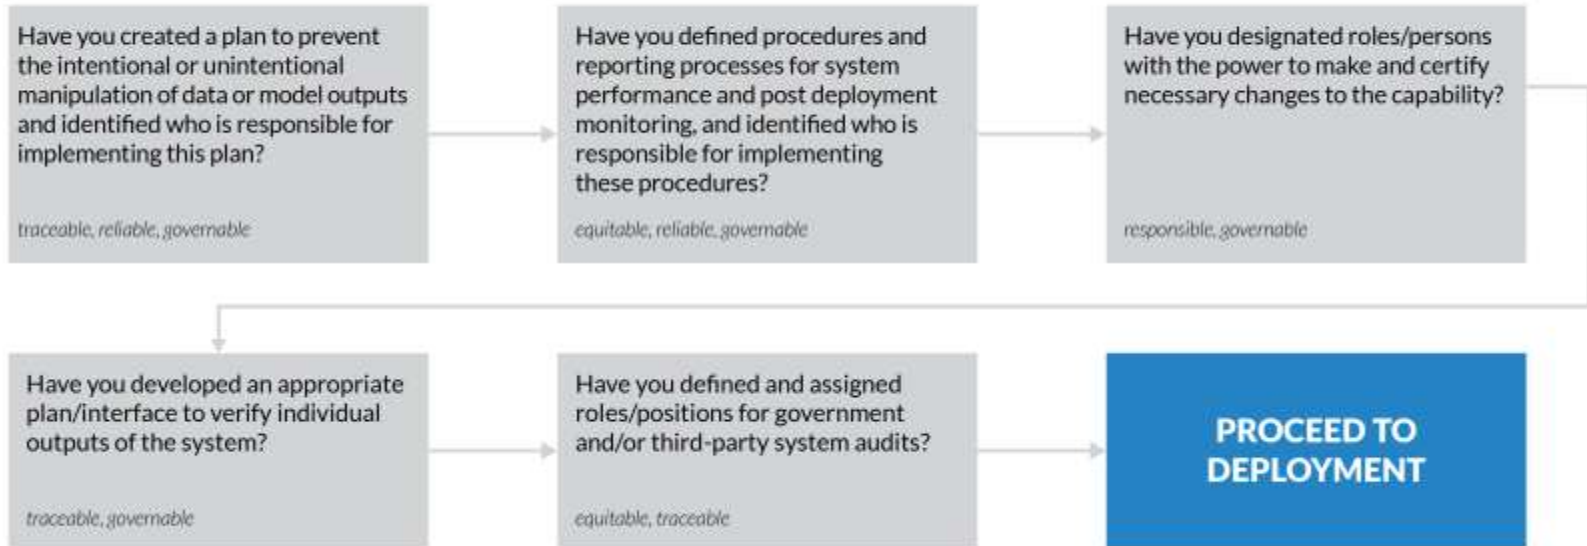 Have you created a plan to prevent
the intentional or unintentional
manipulation of data or model outputs
and identified who is responsible for
implementing this plan?
traceable, reliable, governable
Have you defined procedures and
reporting processes for system
performance and post deployment
monitoring, and identified who is
responsible for implementing
these procedures?
equitable, reliable, governable
Have you designated roles/persons
with the power to make and certify
necessary changes to the capability?
responsible, governable
Have you developed an appropriate
plan/interface to verify individual
outputs of the system?
traceable, governable
Have you defined and assigned
roles/positions for government
and/or third-party system audits?
equitable, traceable
PROCEED TO
DEPLOYMENT